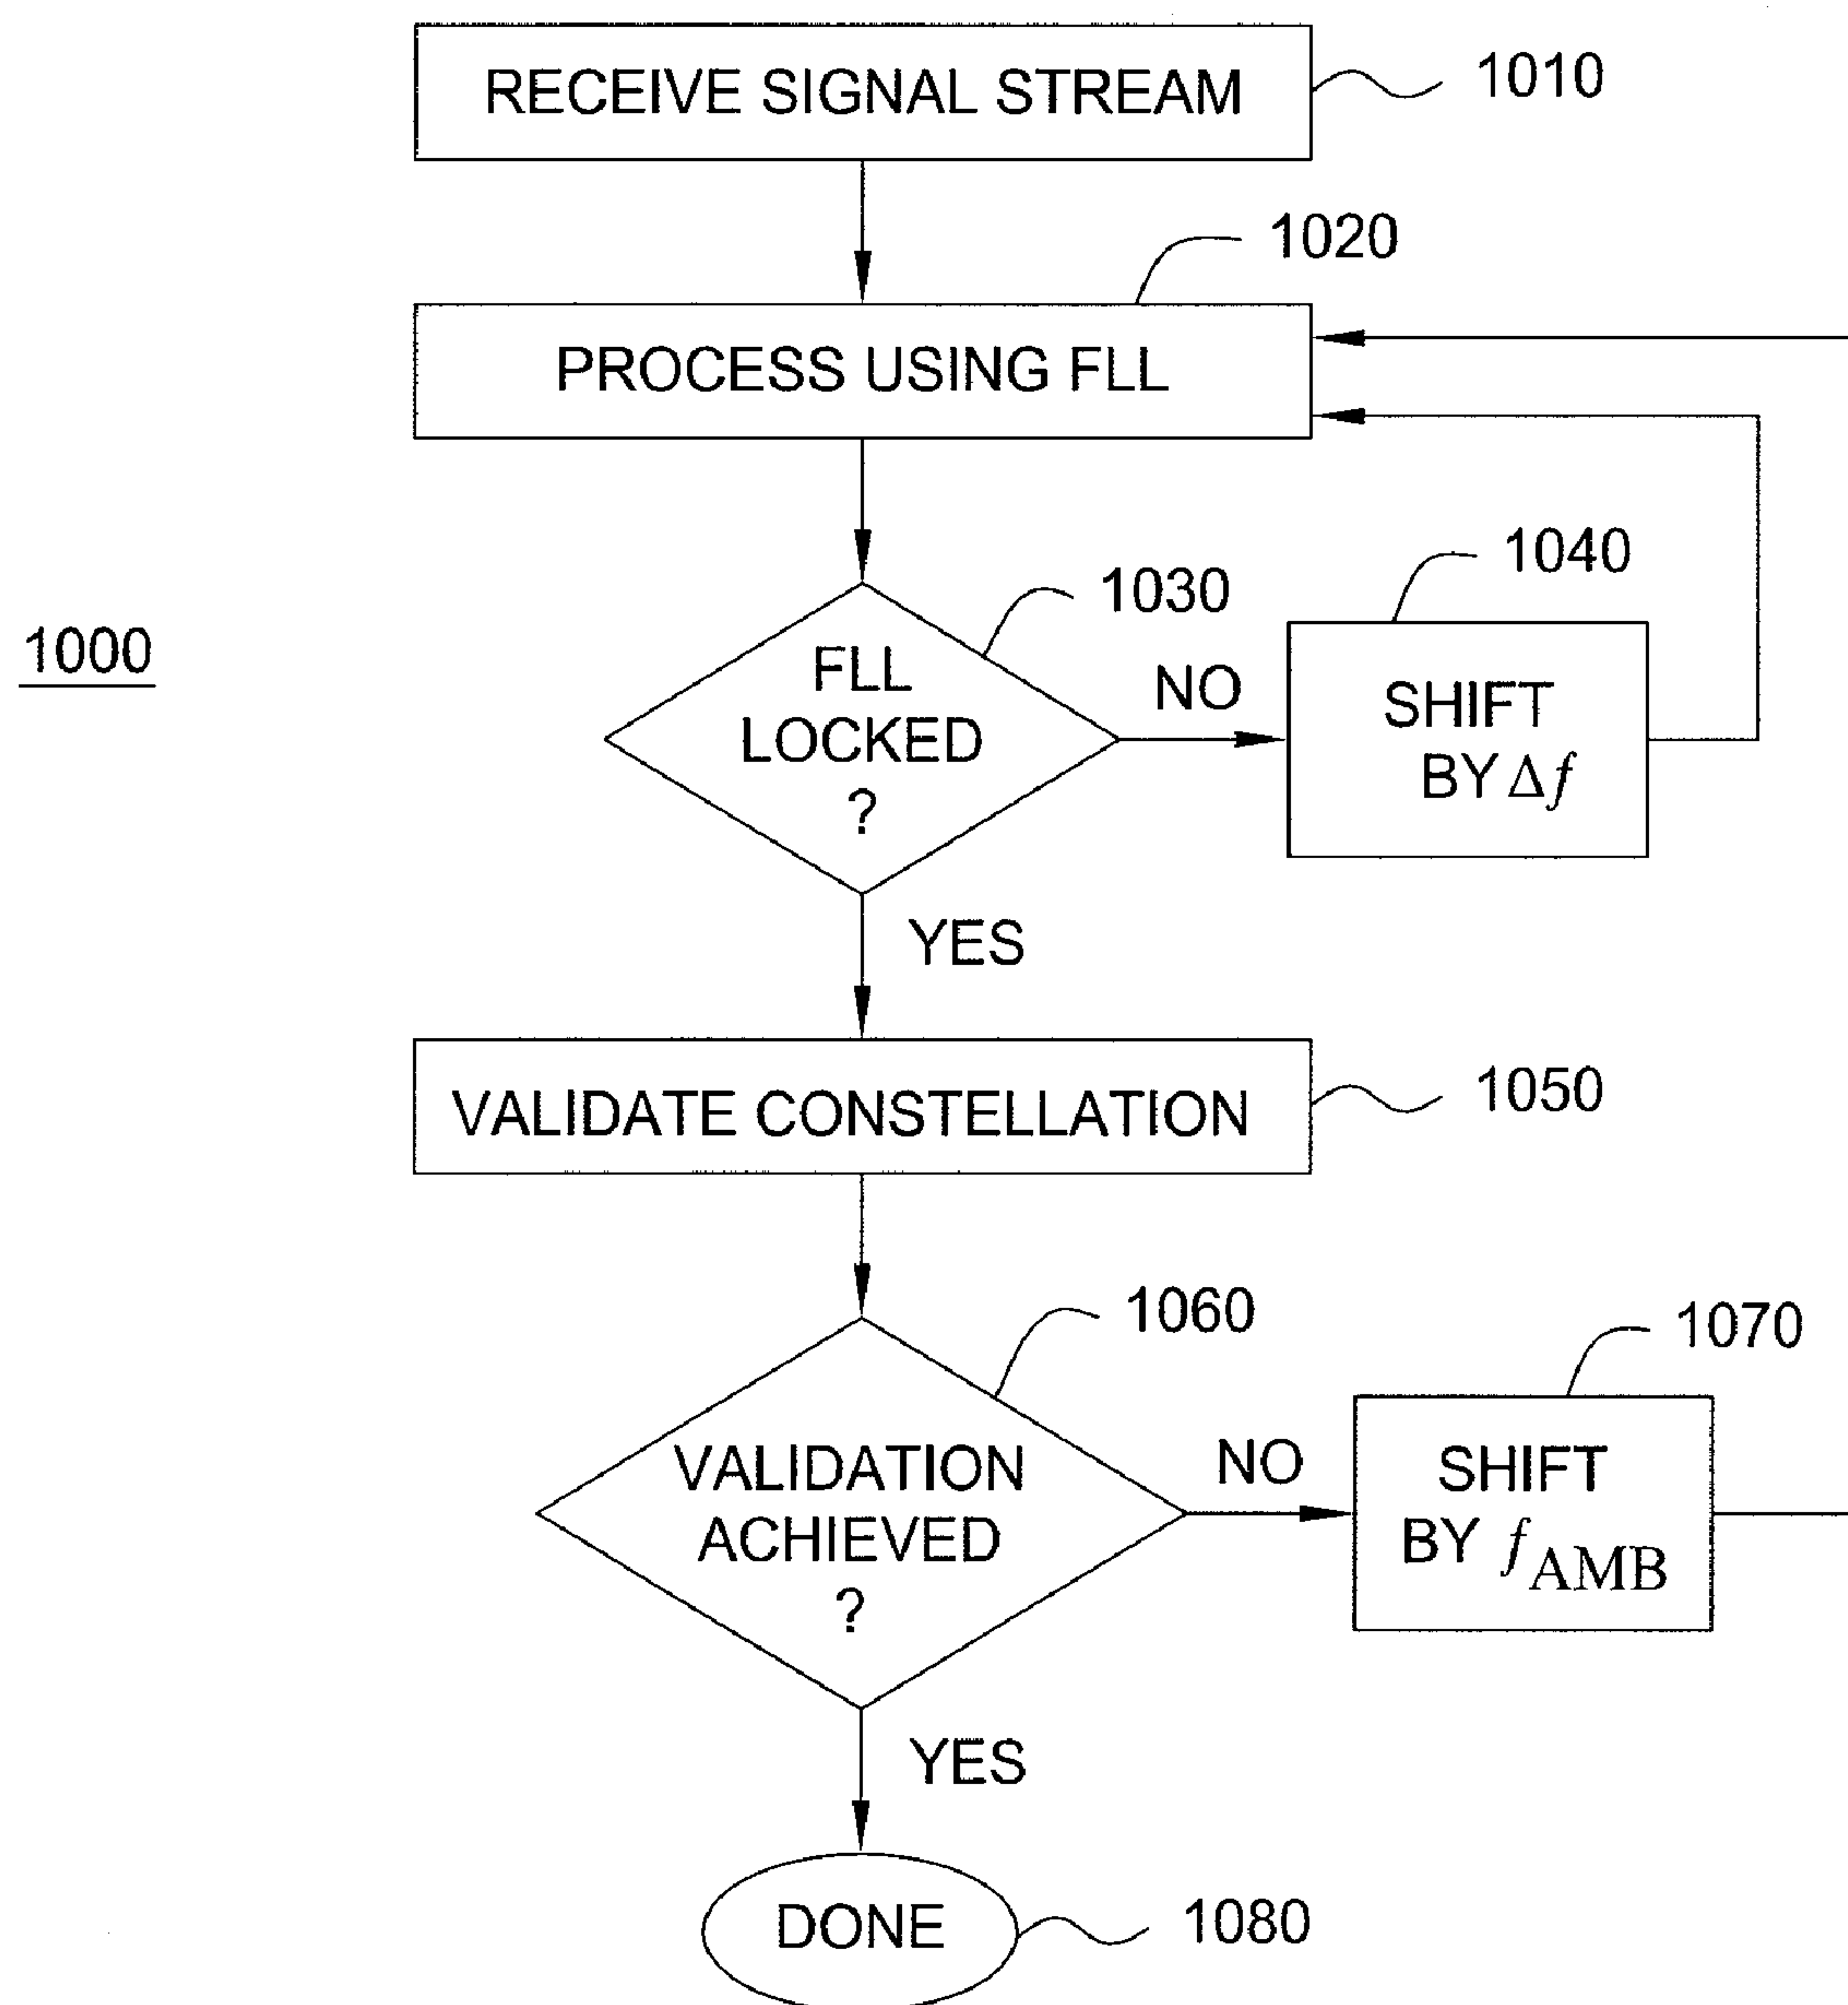 RECEIVE SIGNAL STREAM
1010
1020
PROCESS USING FLL
1000
1030
FLL
LOCKED
?
NO
1040
SHIFT
BY Δf
YES
VALIDATE CONSTELLATION
1050
1060
VALIDATION
ACHIEVED
?
NO
1070
SHIFT
BY f AMB
YES
DONE
1080